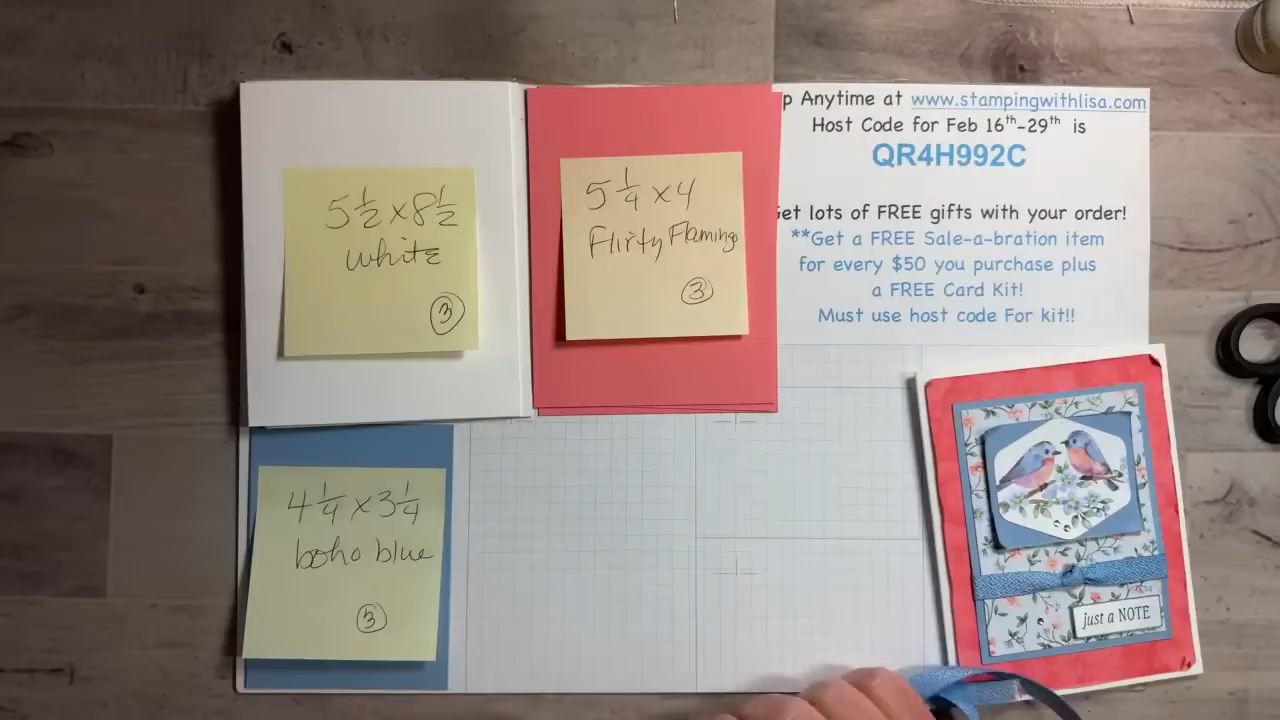 p Anytime at www.stampingwithlisa.com
Host Code for Feb 16th-29th is
QR4H992C
Get lots of FREE gifts with your order!
**Get a FREE Sale-a-bration item
for every $50 you purchase plus
a FREE Card Kit!
Must use host code For kit!!
5 1/2 x 8 1/2
white
3
5 1/4 x 4
Flirty Flamingo
3
4 1/4 x 3 1/4
boho blue
3
just a NOTE